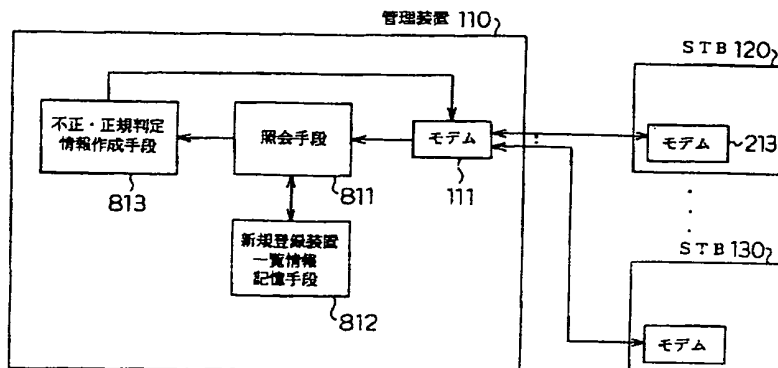 管理装置 110
STB 120
不正・正規判定
情報作成手段
照会手段
モデム
モデム
213
813
811
111
新規登録装置
一覧情報
記憶手段
812
STB 130
モデム